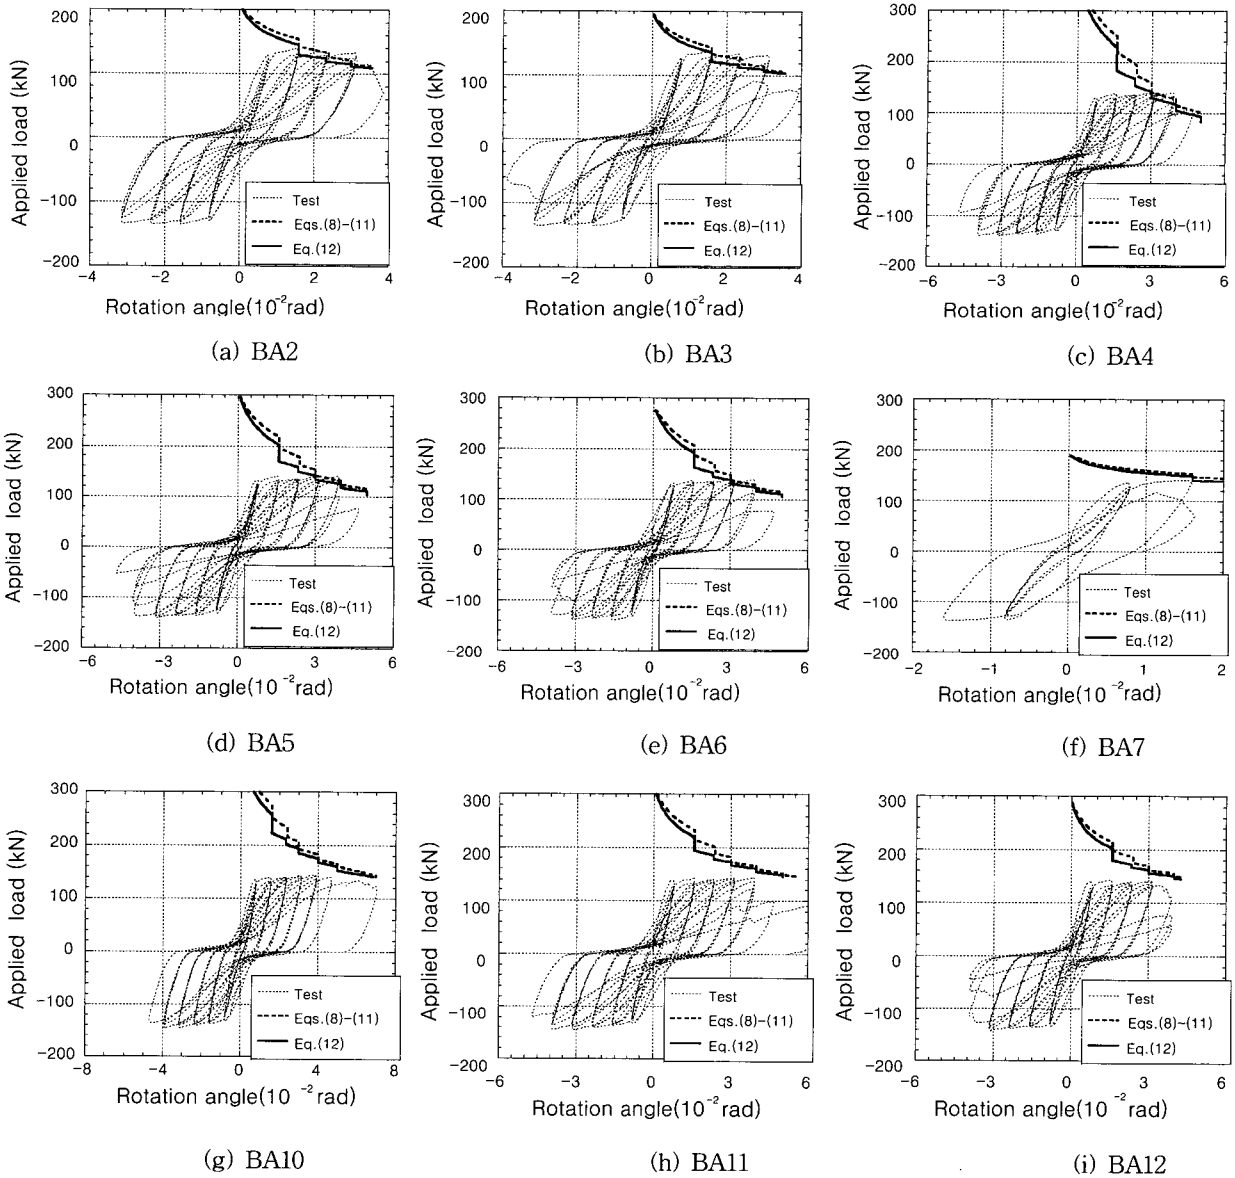 Applied load (kN)
200
100
0
-100
-200
-4
-2
0
2
4
Test
Eqs.(8)-(11)
Eq.(12)
Rotation angle(10⁻²rad)
(a) BA2
Applied load (kN)
200
100
0
-100
-200
-4
-2
0
2
4
Test
Eqs.(8)-(11)
Eq.(12)
Rotation angle(10⁻²rad)
(b) BA3
Applied load (kN)
300
200
100
0
-100
-200
-6
-3
0
3
6
Test
Eqs.(8)-(11)
Eq.(12)
Rotation angle(10⁻²rad)
(c) BA4
Applied load (kN)
300
200
100
0
-100
-200
-6
-3
0
3
6
Test
Eqs.(8)-(11)
Eq.(12)
Rotation angle(10⁻²rad)
(d) BA5
Applied load (kN)
300
200
100
0
-100
-200
-6
-3
0
3
6
Test
Eqs.(8)-(11)
Eq.(12)
Rotation angle(10⁻²rad)
(e) BA6
Applied load (kN)
300
200
100
0
-100
-200
-2
-1
0
1
2
Test
Eqs.(8)-(11)
Eq.(12)
Rotation angle(10⁻²rad)
(f) BA7
Applied load (kN)
300
200
100
0
-100
-200
-8
-4
0
4
8
Test
Eqs.(8)-(11)
Eq.(12)
Rotation angle(10⁻²rad)
(g) BA10
Applied load (kN)
300
200
100
0
-100
-200
-6
-3
0
3
6
Test
Eqs.(8)-(11)
Eq.(12)
Rotation angle(10⁻²rad)
(h) BA11
Applied load (kN)
300
200
100
0
-100
-200
-6
-3
0
3
6
Test
Eqs.(8)~(11)
Eq.(12)
Rotation angle(10⁻²rad)
(i) BA12